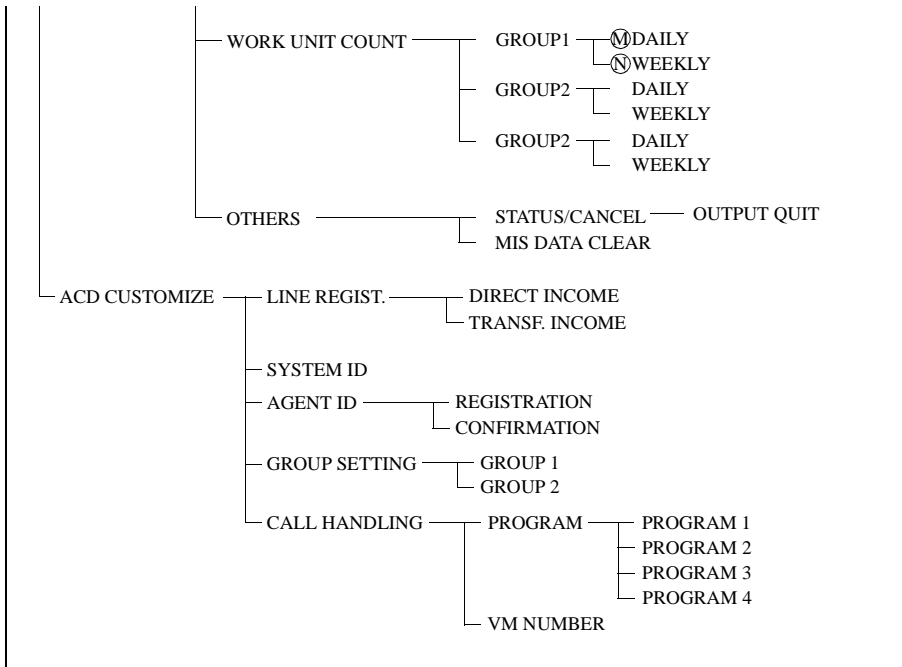 WORK UNIT COUNT GROUP1 Ⓜ DAILY
Ⓝ WEEKLY
GROUP2 DAILY
WEEKLY
GROUP2 DAILY
WEEKLY
OTHERS STATUS/CANCEL OUTPUT QUIT
MIS DATA CLEAR
ACD CUSTOMIZE LINE REGIST. DIRECT INCOME
TRANSF. INCOME
SYSTEM ID
AGENT ID REGISTRATION
CONFIRMATION
GROUP SETTING GROUP 1
GROUP 2
CALL HANDLING PROGRAM PROGRAM 1
PROGRAM 2
PROGRAM 3
PROGRAM 4
VM NUMBER